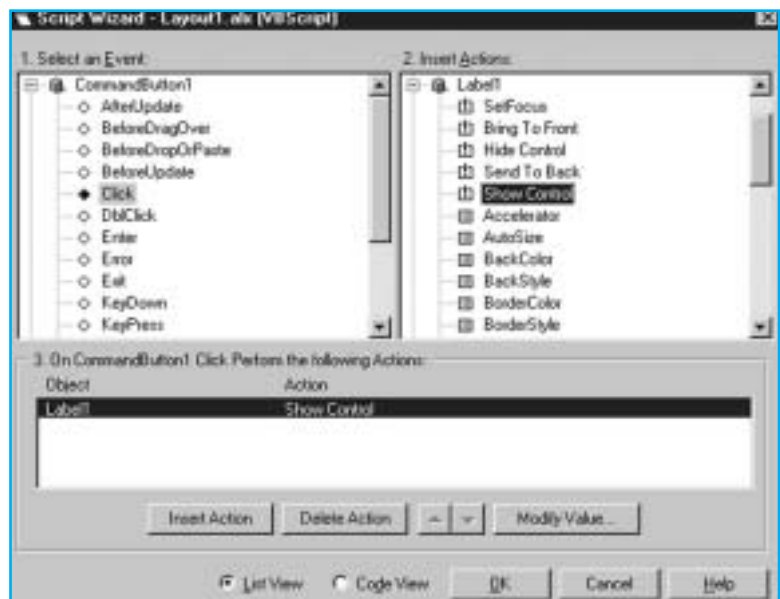 Script Wizard - Layout1.alx (VBScript)
1. Select an Event:
CommandButton1
AfterUpdate
BeforeDragOver
BeforeDropOrPaste
BeforeUpdate
Click
DblClick
Enter
Error
Exit
KeyDown
KeyPress
2. Insert Actions:
Label1
SetFocus
Bring To Front
Hide Control
Send To Back
Show Control
Accelerator
AutoSize
BackColor
BackStyle
BorderColor
BorderStyle
3. On CommandButton1 Click Perform the following Actions:
Object Action
Label1 Show Control
Insert Action Delete Action Modify Value...
List View Code View OK Cancel Help